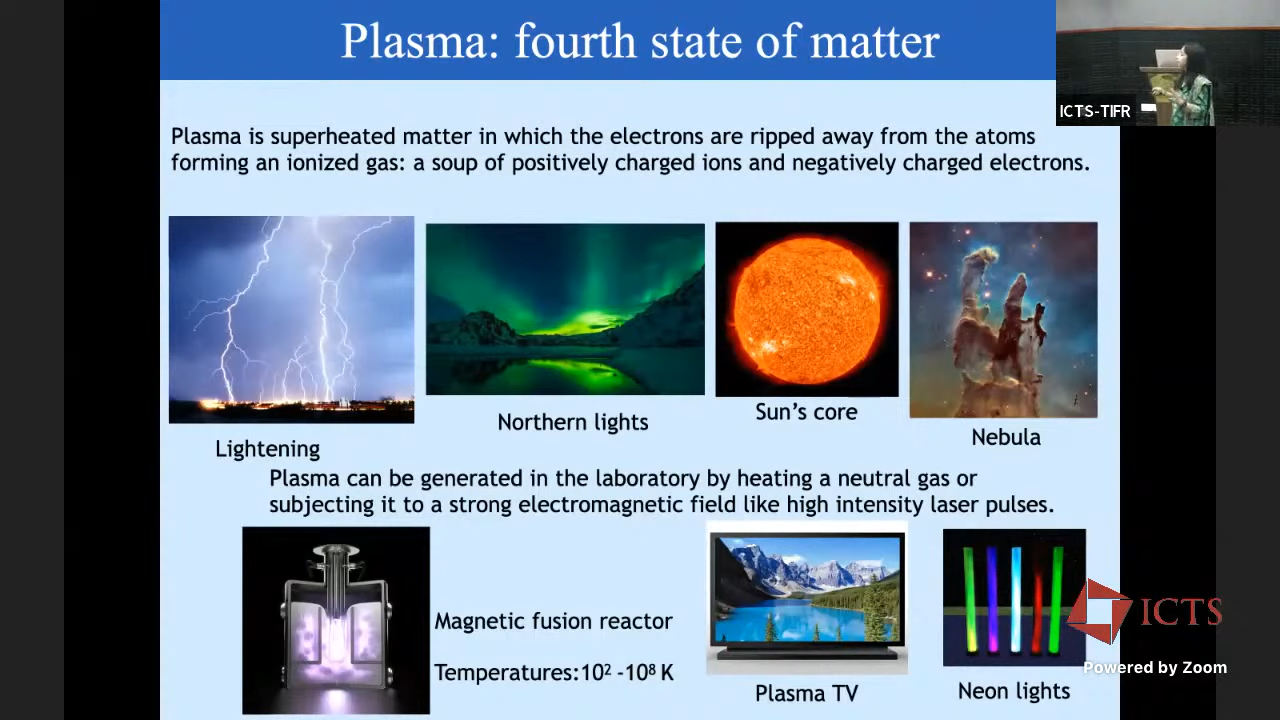 Plasma: fourth state of matter
ICTS-TIFR
Plasma is superheated matter in which the electrons are ripped away from the atoms
forming an ionized gas: a soup of positively charged ions and negatively charged electrons.
Lightening
Northern lights
Sun's core
Nebula
Plasma can be generated in the laboratory by heating a neutral gas or
subjecting it to a strong electromagnetic field like high intensity laser pulses.
Magnetic fusion reactor
Temperatures:10² -10⁸ K
Plasma TV
Neon lights
ICTS
Powered by Zoom